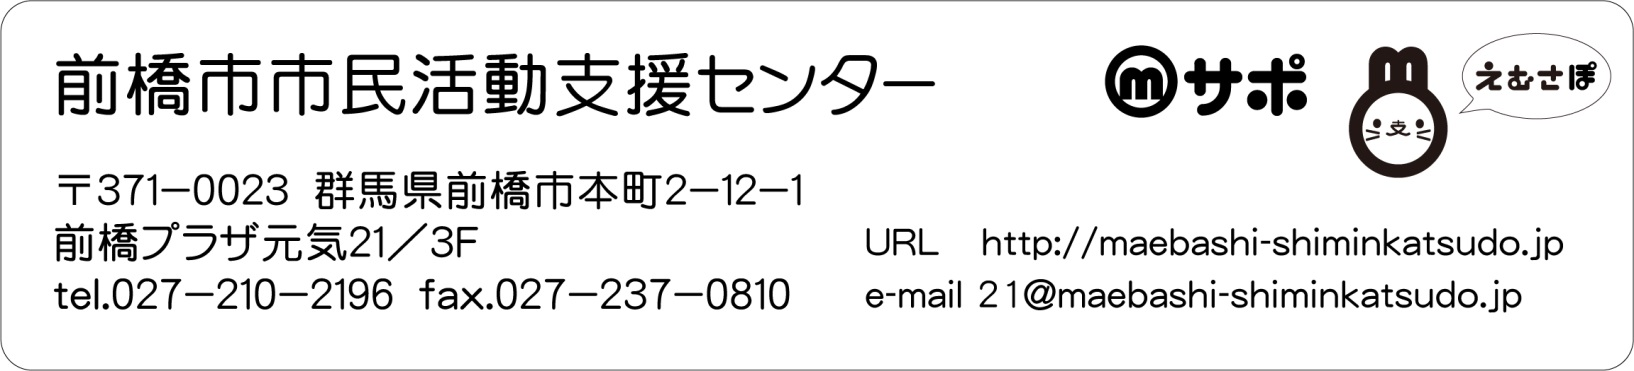 前橋市市民活動支援センター
mサポ
支
えむさぽ
〒371−0023 群馬県前橋市本町2−12−1
前橋プラザ元気21／3F
tel.027−210−2196 fax.027−237−0810
URL http://maebashi-shiminkatsudo.jp
e-mail 21@maebashi-shiminkatsudo.jp